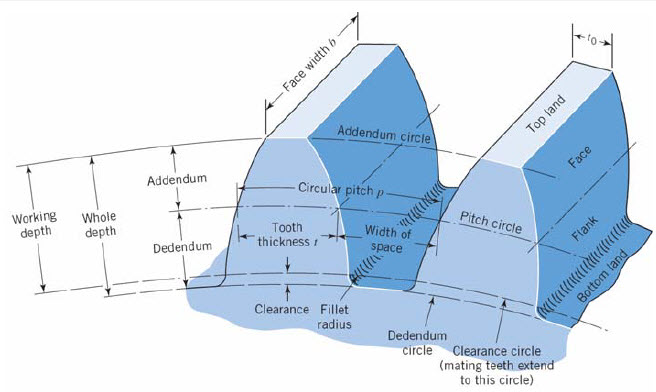 Face width b
t0
Top land
Addendum circle
Face
Addendum
Circular pitch p
Working
depth
Whole
depth
Pitch circle
Flank
Dedendum
Tooth
thickness t
Width of
space
Bottom land
Clearance
Fillet
radius
Dedendum
circle
Clearance circle
(mating teeth extend
to this circle)